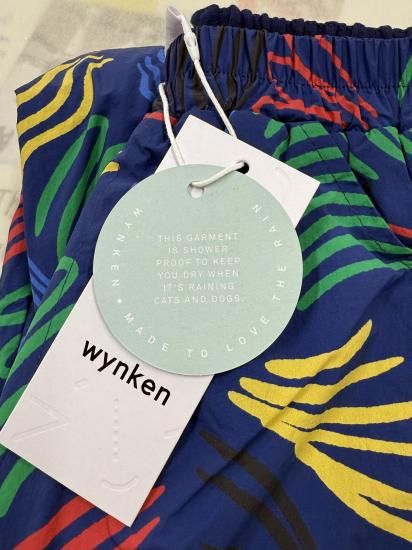 WYNKEN • MADE TO LOVE THE RAIN
THIS GARMENT
IS SHOWER
PROOF TO KEEP
YOU DRY WHEN
IT'S RAINING
CATS AND DOGS.
wynken